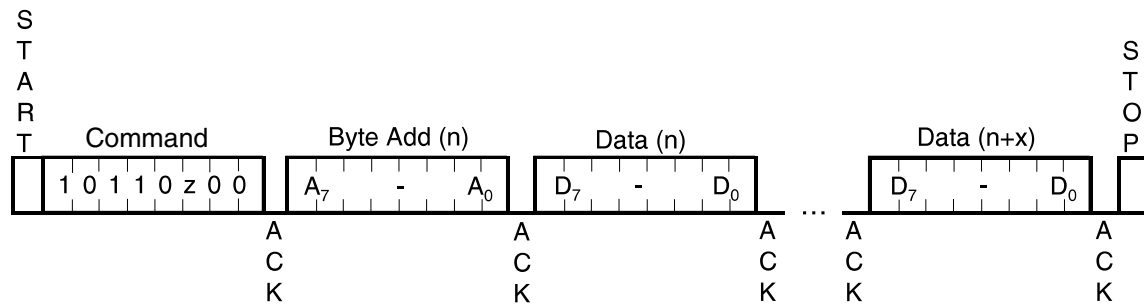 START
STOP
Command
Byte Add (n)
Data (n)
Data (n+x)
1 0 1 1 0 z 0 0
A7 - A0
D7 - D0
...
D7 - D0
ACK
ACK
ACK
ACK
ACK